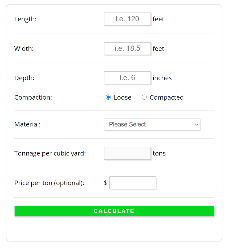 Length: i.e. 120 feet
Width: i.e. 18.5 feet
Depth: i.e. 6 inches
Compaction: Loose Compacted
Material: Please Select
Tonnage per cubic yard: tons
Price per ton (optional): $
CALCULATE